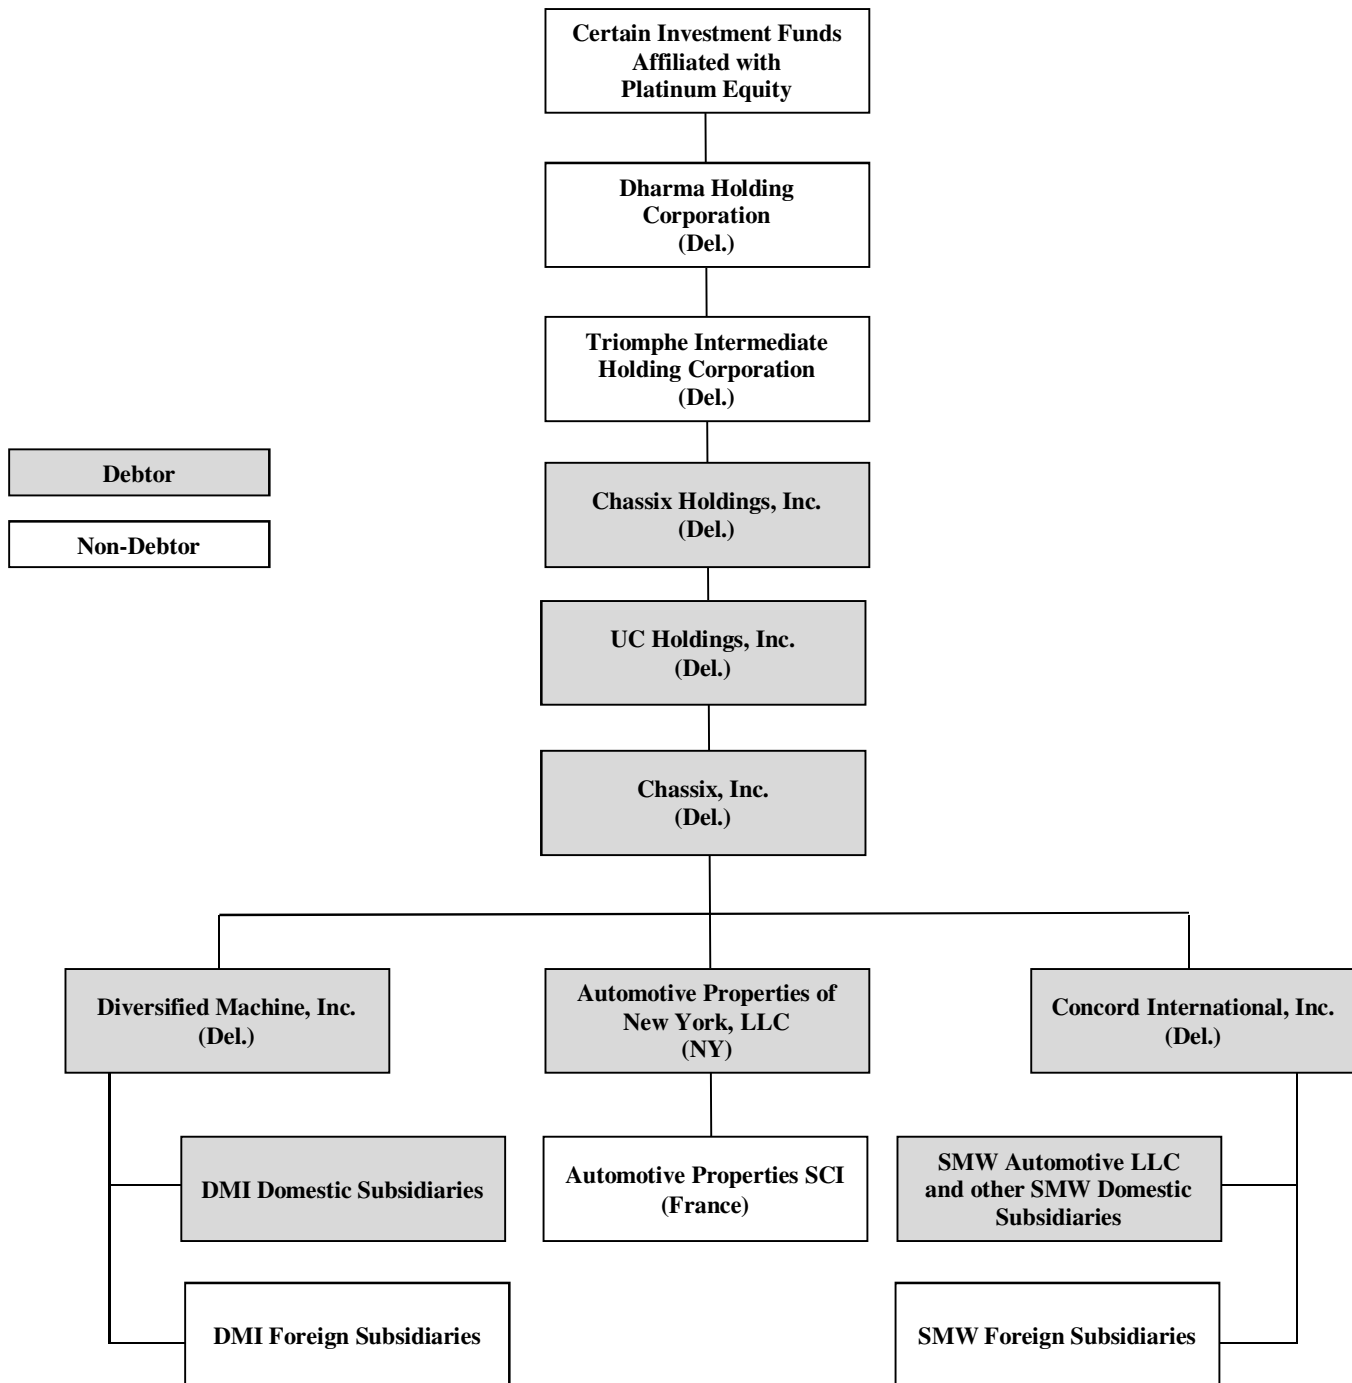 Certain Investment Funds
Affiliated with
Platinum Equity
Dharma Holding
Corporation
(Del.)
Triomphe Intermediate
Holding Corporation
(Del.)
Debtor
Non-Debtor
Chassix Holdings, Inc.
(Del.)
UC Holdings, Inc.
(Del.)
Chassix, Inc.
(Del.)
Diversified Machine, Inc.
(Del.)
Automotive Properties of
New York, LLC
(NY)
Concord International, Inc.
(Del.)
DMI Domestic Subsidiaries
Automotive Properties SCI
(France)
SMW Automotive LLC
and other SMW Domestic
Subsidiaries
DMI Foreign Subsidiaries
SMW Foreign Subsidiaries